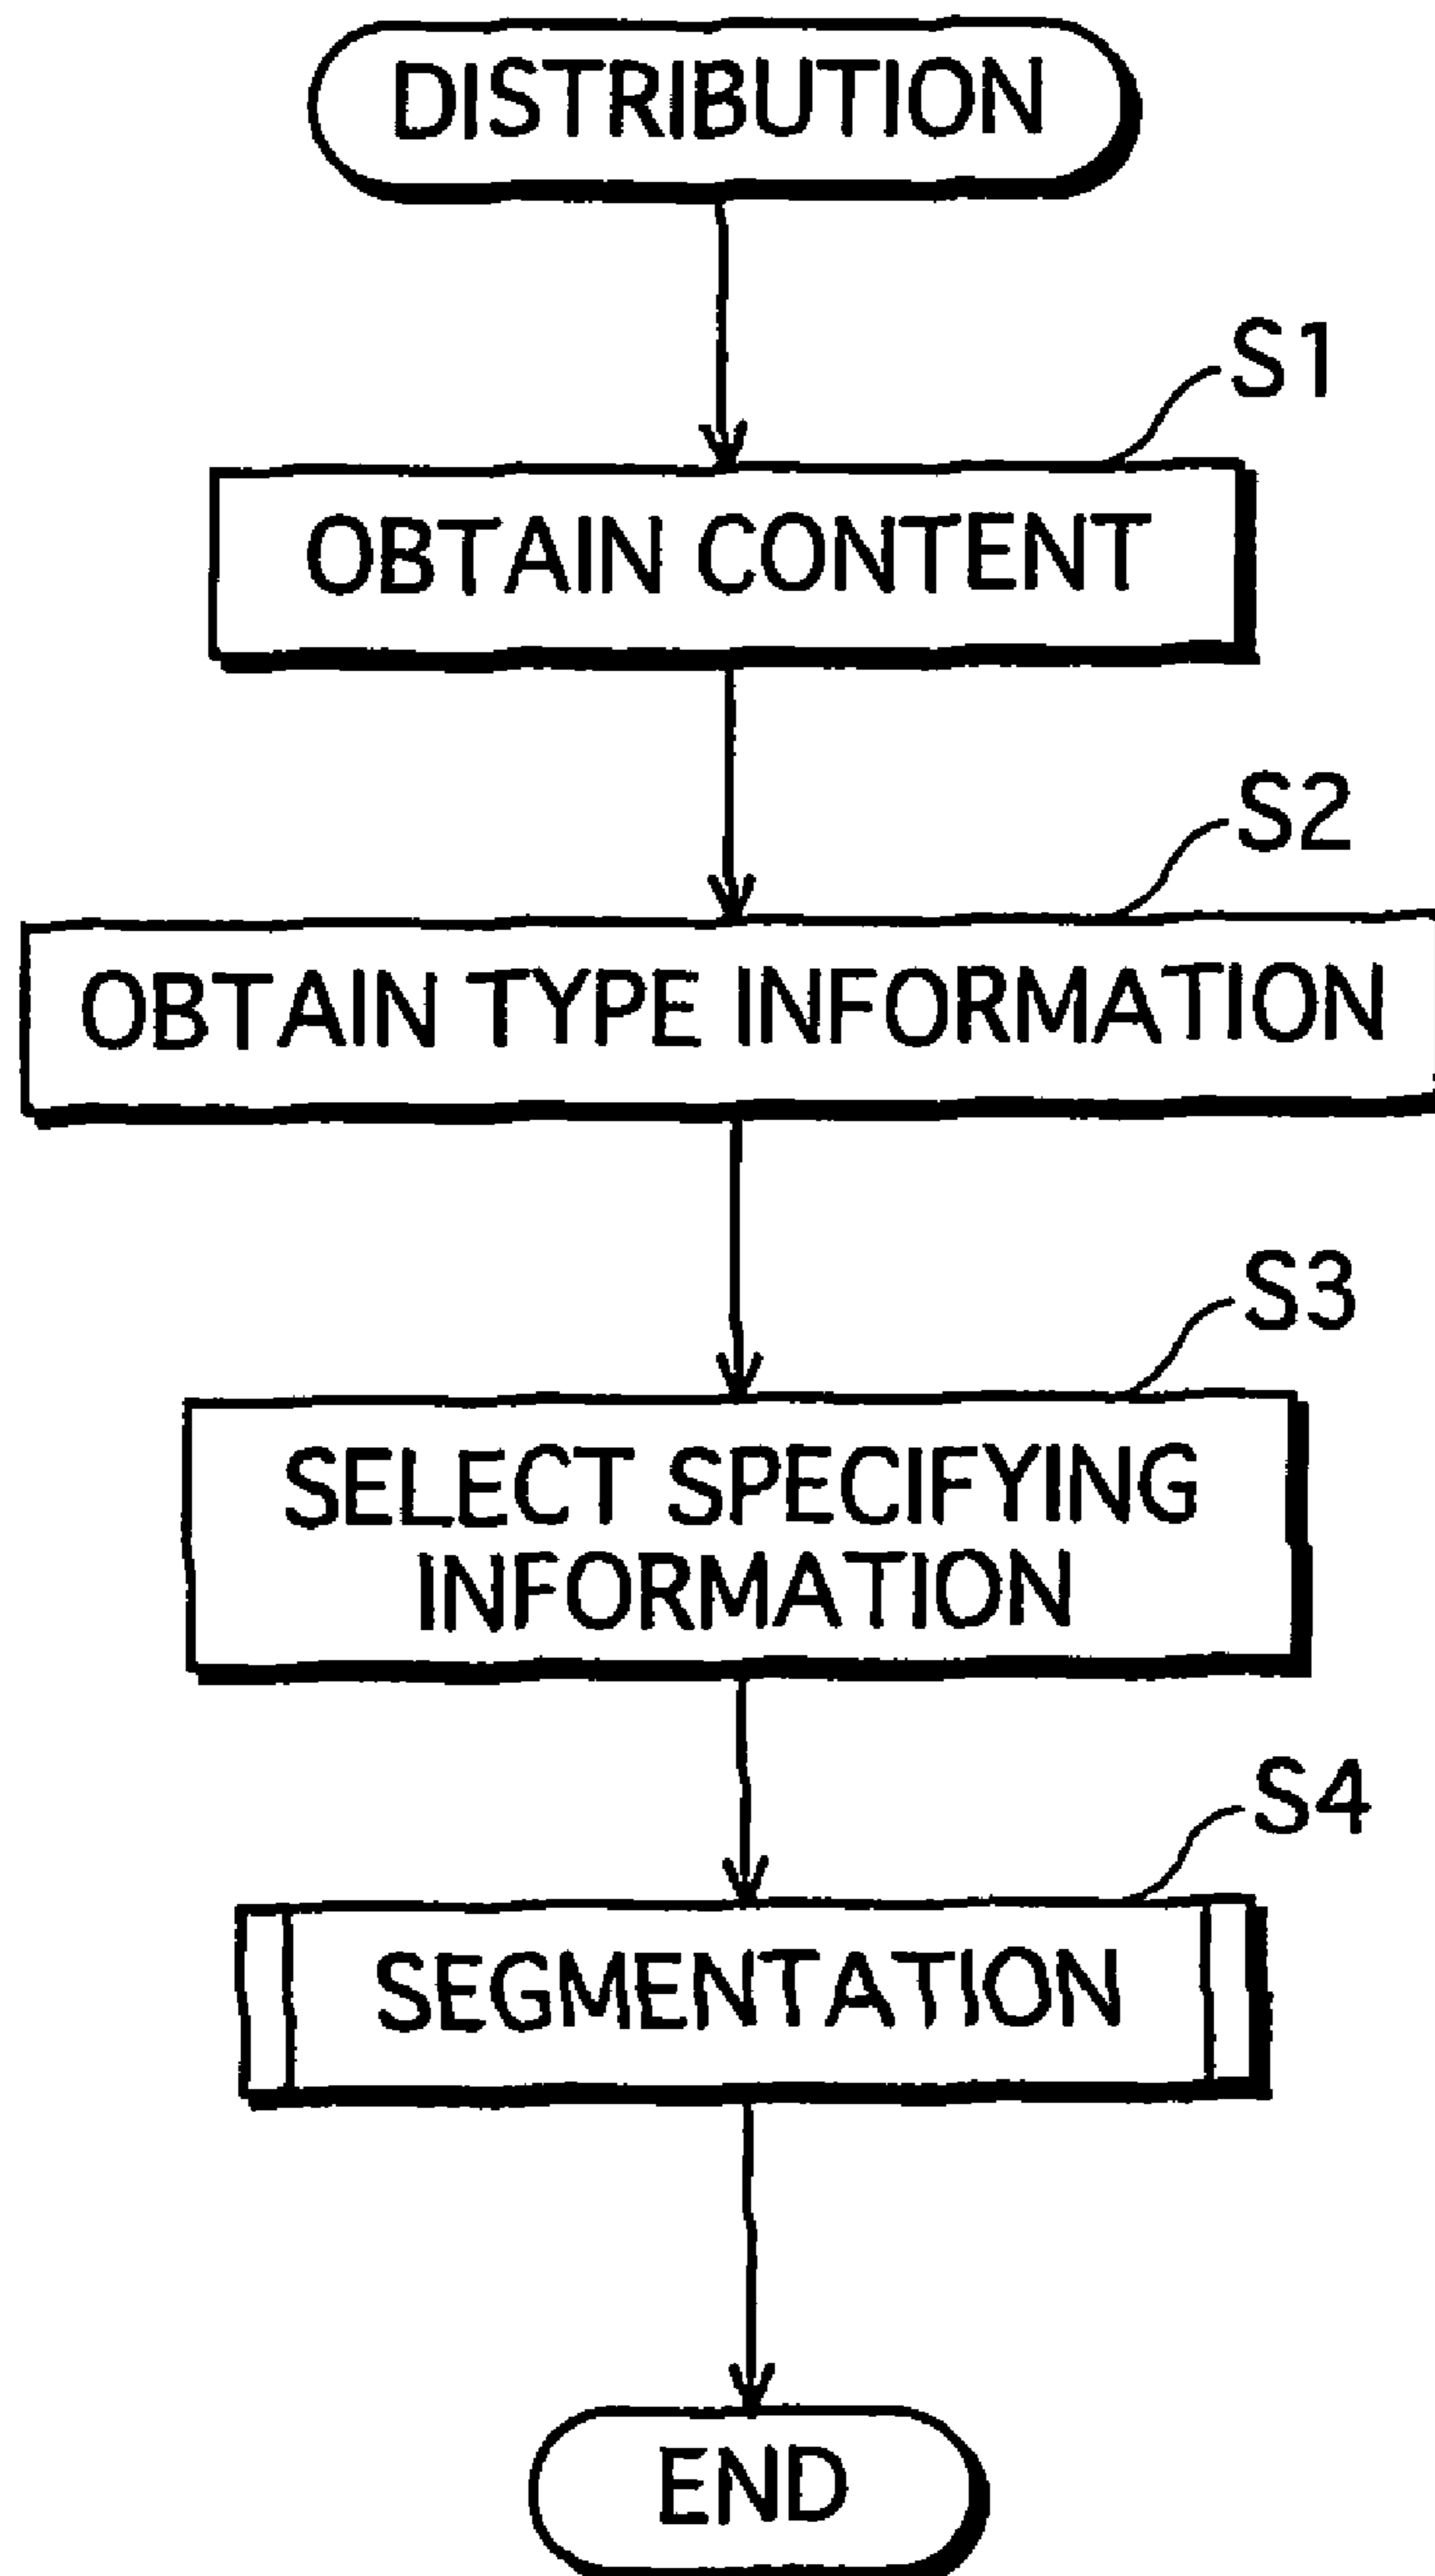 DISTRIBUTION
S1
OBTAIN CONTENT
S2
OBTAIN TYPE INFORMATION
S3
SELECT SPECIFYING
INFORMATION
S4
SEGMENTATION
END